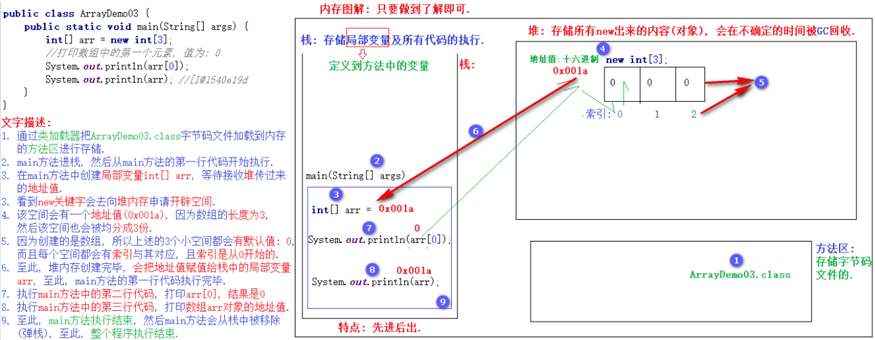 public class ArrayDemo03 {
public static void main(String[] args) {
int[] arr = new int[3];
//打印数组中的第一个元素, 值为: 0
System.out.println(arr[0]);
System.out.println(arr); //[I@1540e19d
}
}
文字描述:
1. 通过类加载器把ArrayDemo03.class字节码文件加载到内存
的方法区进行存储.
2. main方法进栈, 然后从main方法的第一行代码开始执行.
3. 在main方法中创建局部变量int[] arr, 等待接收堆传过来
的地址值.
3. 看到new关键字会去向堆内存申请开辟空间.
4. 该空间会有一个地址值(0x001a), 因为数组的长度为3,
然后该空间也会被均分成3份.
5. 因为创建的是数组, 所以上述的3个小空间都会有默认值: 0,
而且每个空间都会有索引与其对应, 且索引是从0开始的.
6. 至此, 堆内存创建完毕, 会把地址值赋值给栈中的局部变量
arr, 至此, main方法的第一行代码执行完毕.
7. 执行main方法中的第二行代码, 打印arr[0], 结果是0
8. 执行main方法中的第三行代码, 打印数组arr对象的地址值.
9, 至此, main方法执行结束, 然后main方法会从栈中被移除
(弹栈), 至此, 整个程序执行结束.
内存图解: 只要做到了解即可.
栈: 存储局部变量及所有代码的执行.
定义到方法中的变量
栈:
2
main(String[] args)
3
int[] arr = 0x001a
7
0
System.out.println(arr[0]);
8
0x001a
System.out.println(arr);
9
特点: 先进后出.
6
堆: 存储所有new出来的内容(对象), 会在不确定的时间被GC回收.
4
地址值: 十六进制 new int[3];
0x001a
0 0 0
5
索引: 0 1 2
1
ArrayDemo03.class
方法区:
存储字节码
文件的.